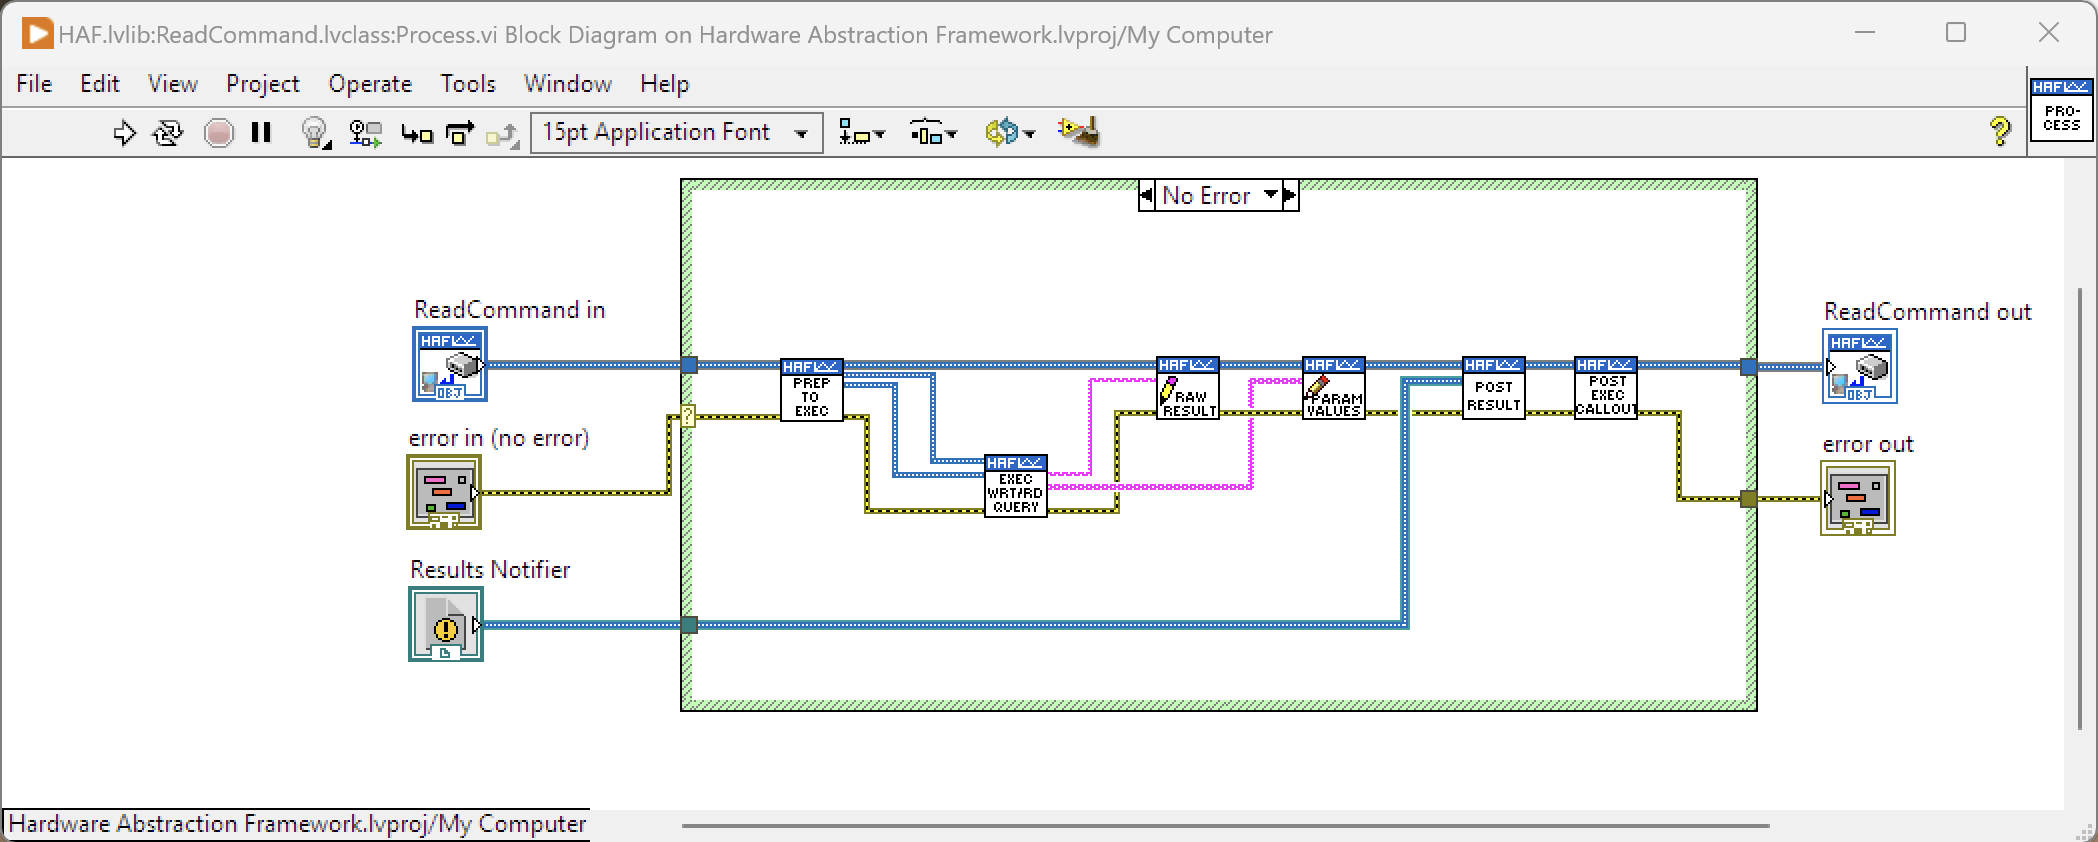 HAF.lvlib:ReadCommand.lvclass:Process.vi Block Diagram on Hardware Abstraction Framework.lvproj/My Computer
File Edit View Project Operate Tools Window Help
HAF
PRO-
CESS
15pt Application Font
?
No Error
ReadCommand in
HAF
OBJ
error in (no error)
Results Notifier
?
HAF
PREP
TO
EXEC
HAF
EXEC
WRT/RD
QUERY
HAF
RAW
RESULT
HAF
PARAM
VALUES
HAF
POST
RESULT
HAF
POST
EXEC
CALLOUT
ReadCommand out
HAF
OBJ
error out
Hardware Abstraction Framework.lvproj/My Computer